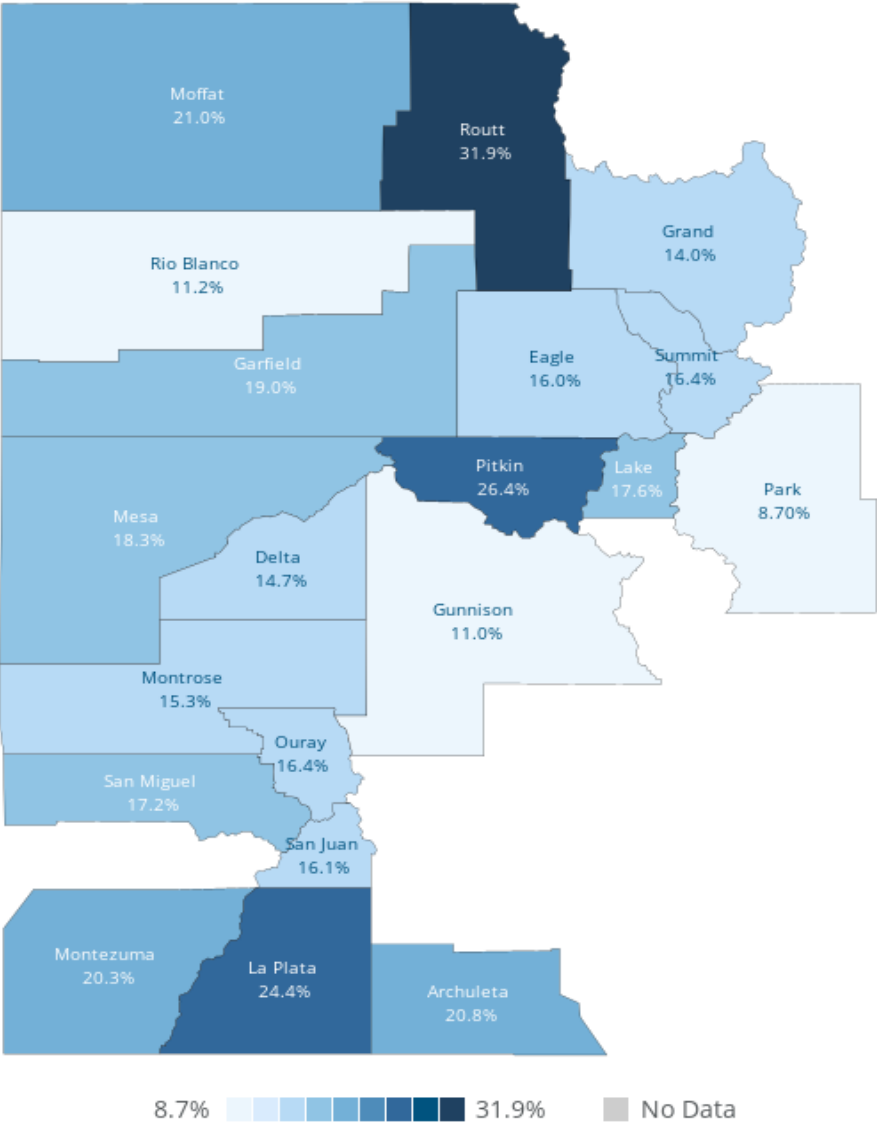 Moffat
21.0%
Routt
31.9%
Grand
14.0%
Rio Blanco
11.2%
Garfield
19.0%
Eagle
16.0%
Summit
16.4%
Pitkin
26.4%
Lake
17.6%
Park
8.70%
Mesa
18.3%
Delta
14.7%
Gunnison
11.0%
Montrose
15.3%
Ouray
16.4%
San Miguel
17.2%
San Juan
16.1%
Montezuma
20.3%
La Plata
24.4%
Archuleta
20.8%
8.7% 31.9% No Data